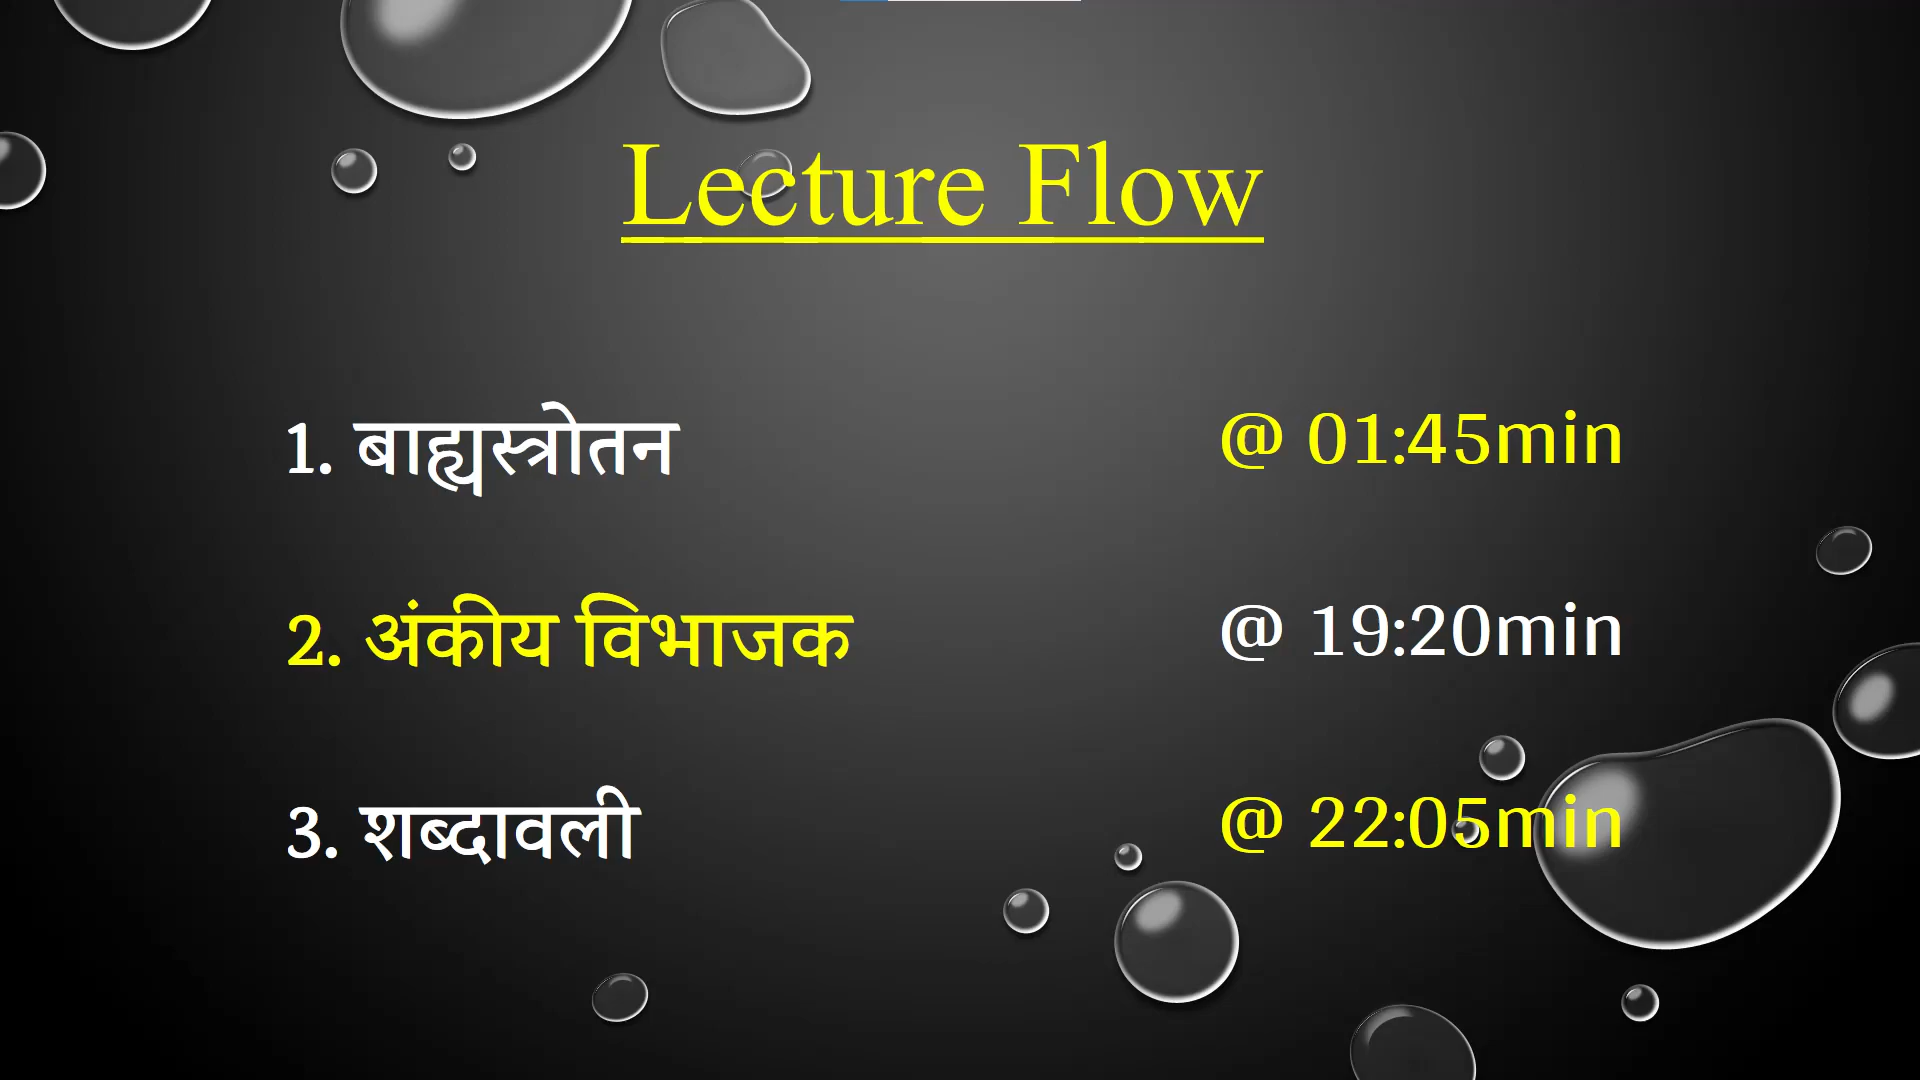 Lecture Flow
1. बाह्यस्त्रोतन @ 01:45min
2. अंकीय विभाजक @ 19:20min
3. शब्दावली @ 22:05min